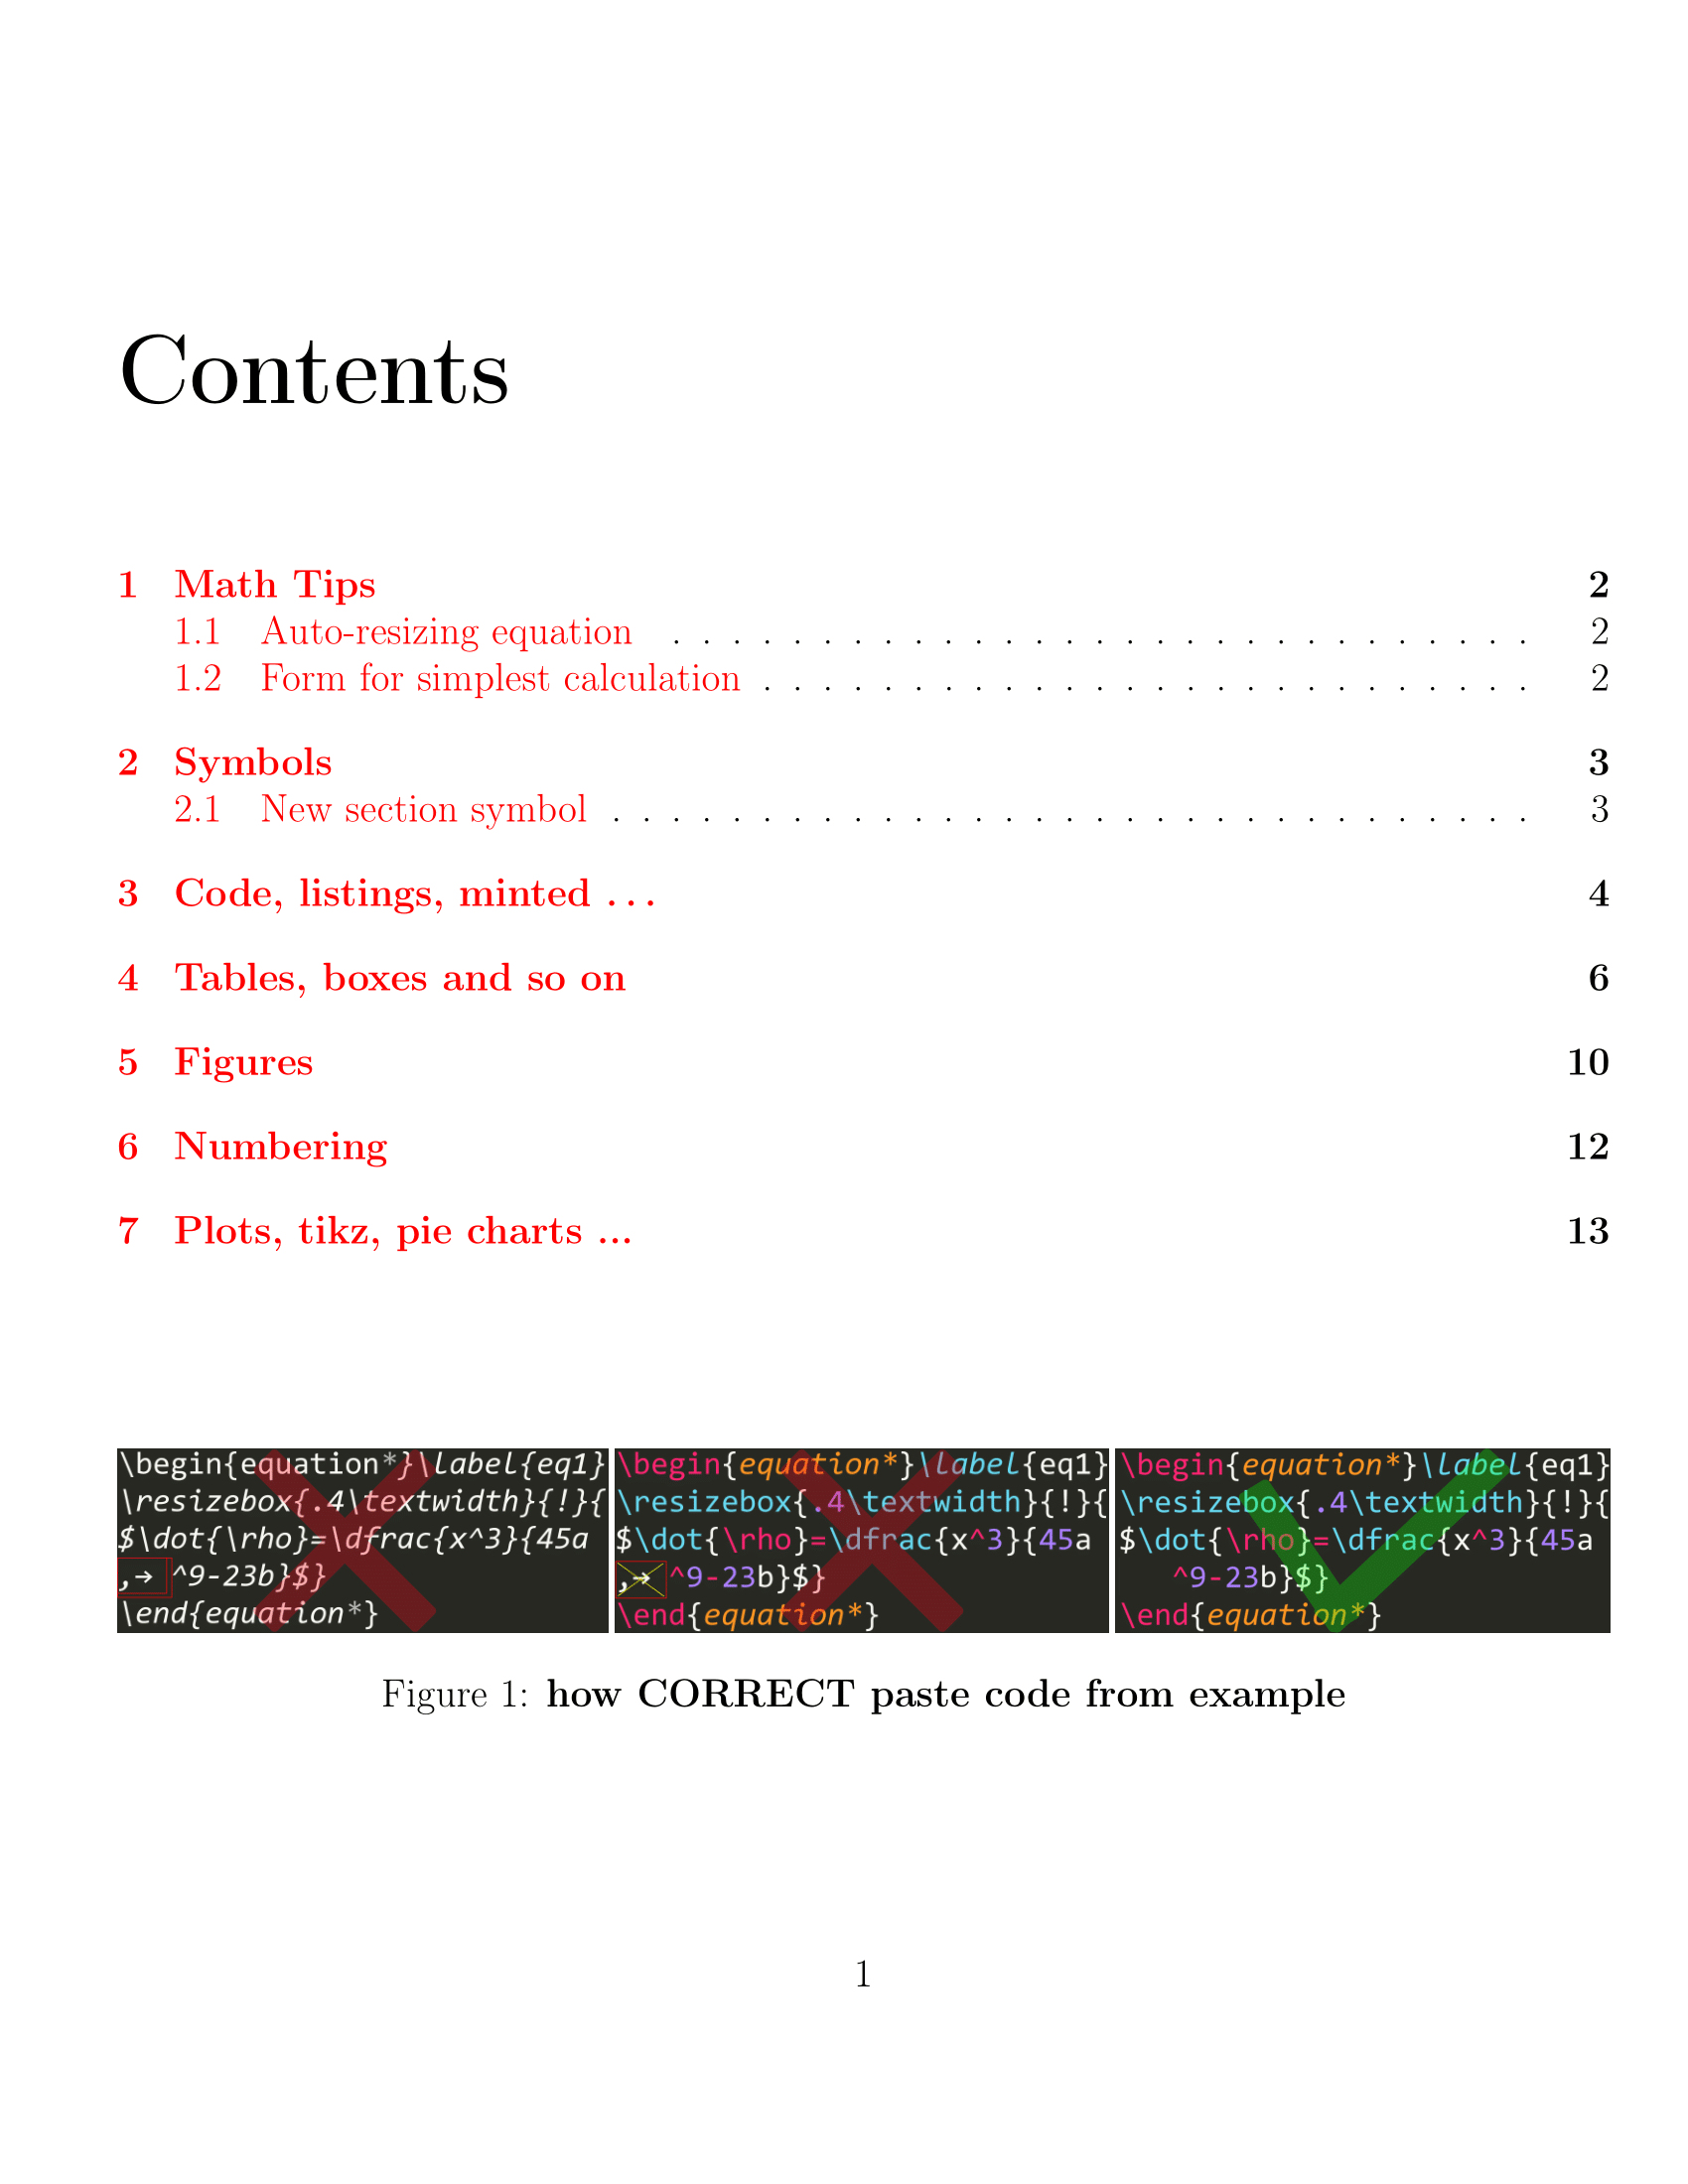 Contents
1 Math Tips 2
1.1 Auto-resizing equation . . . . . . . . . . . . . . . . . . . . . . . . . . . . . 2
1.2 Form for simplest calculation . . . . . . . . . . . . . . . . . . . . . . . . . . 2
2 Symbols 3
2.1 New section symbol . . . . . . . . . . . . . . . . . . . . . . . . . . . . . . . 3
3 Code, listings, minted . . . 4
4 Tables, boxes and so on 6
5 Figures 10
6 Numbering 12
7 Plots, tikz, pie charts ... 13
\begin{equation*}\label{eq1}
\resizebox{.4\textwidth}{!}{
$\dot{\rho}=\dfrac{x^3}{45a
,→ ^9-23b}$}
\end{equation*}
\begin{equation*}\label{eq1}
\resizebox{.4\textwidth}{!}{
$\dot{\rho}=\dfrac{x^3}{45a
,→ ^9-23b}$}
\end{equation*}
\begin{equation*}\label{eq1}
\resizebox{.4\textwidth}{!}{
$\dot{\rho}=\dfrac{x^3}{45a
^9-23b}$}
\end{equation*}
Figure 1: how CORRECT paste code from example
1